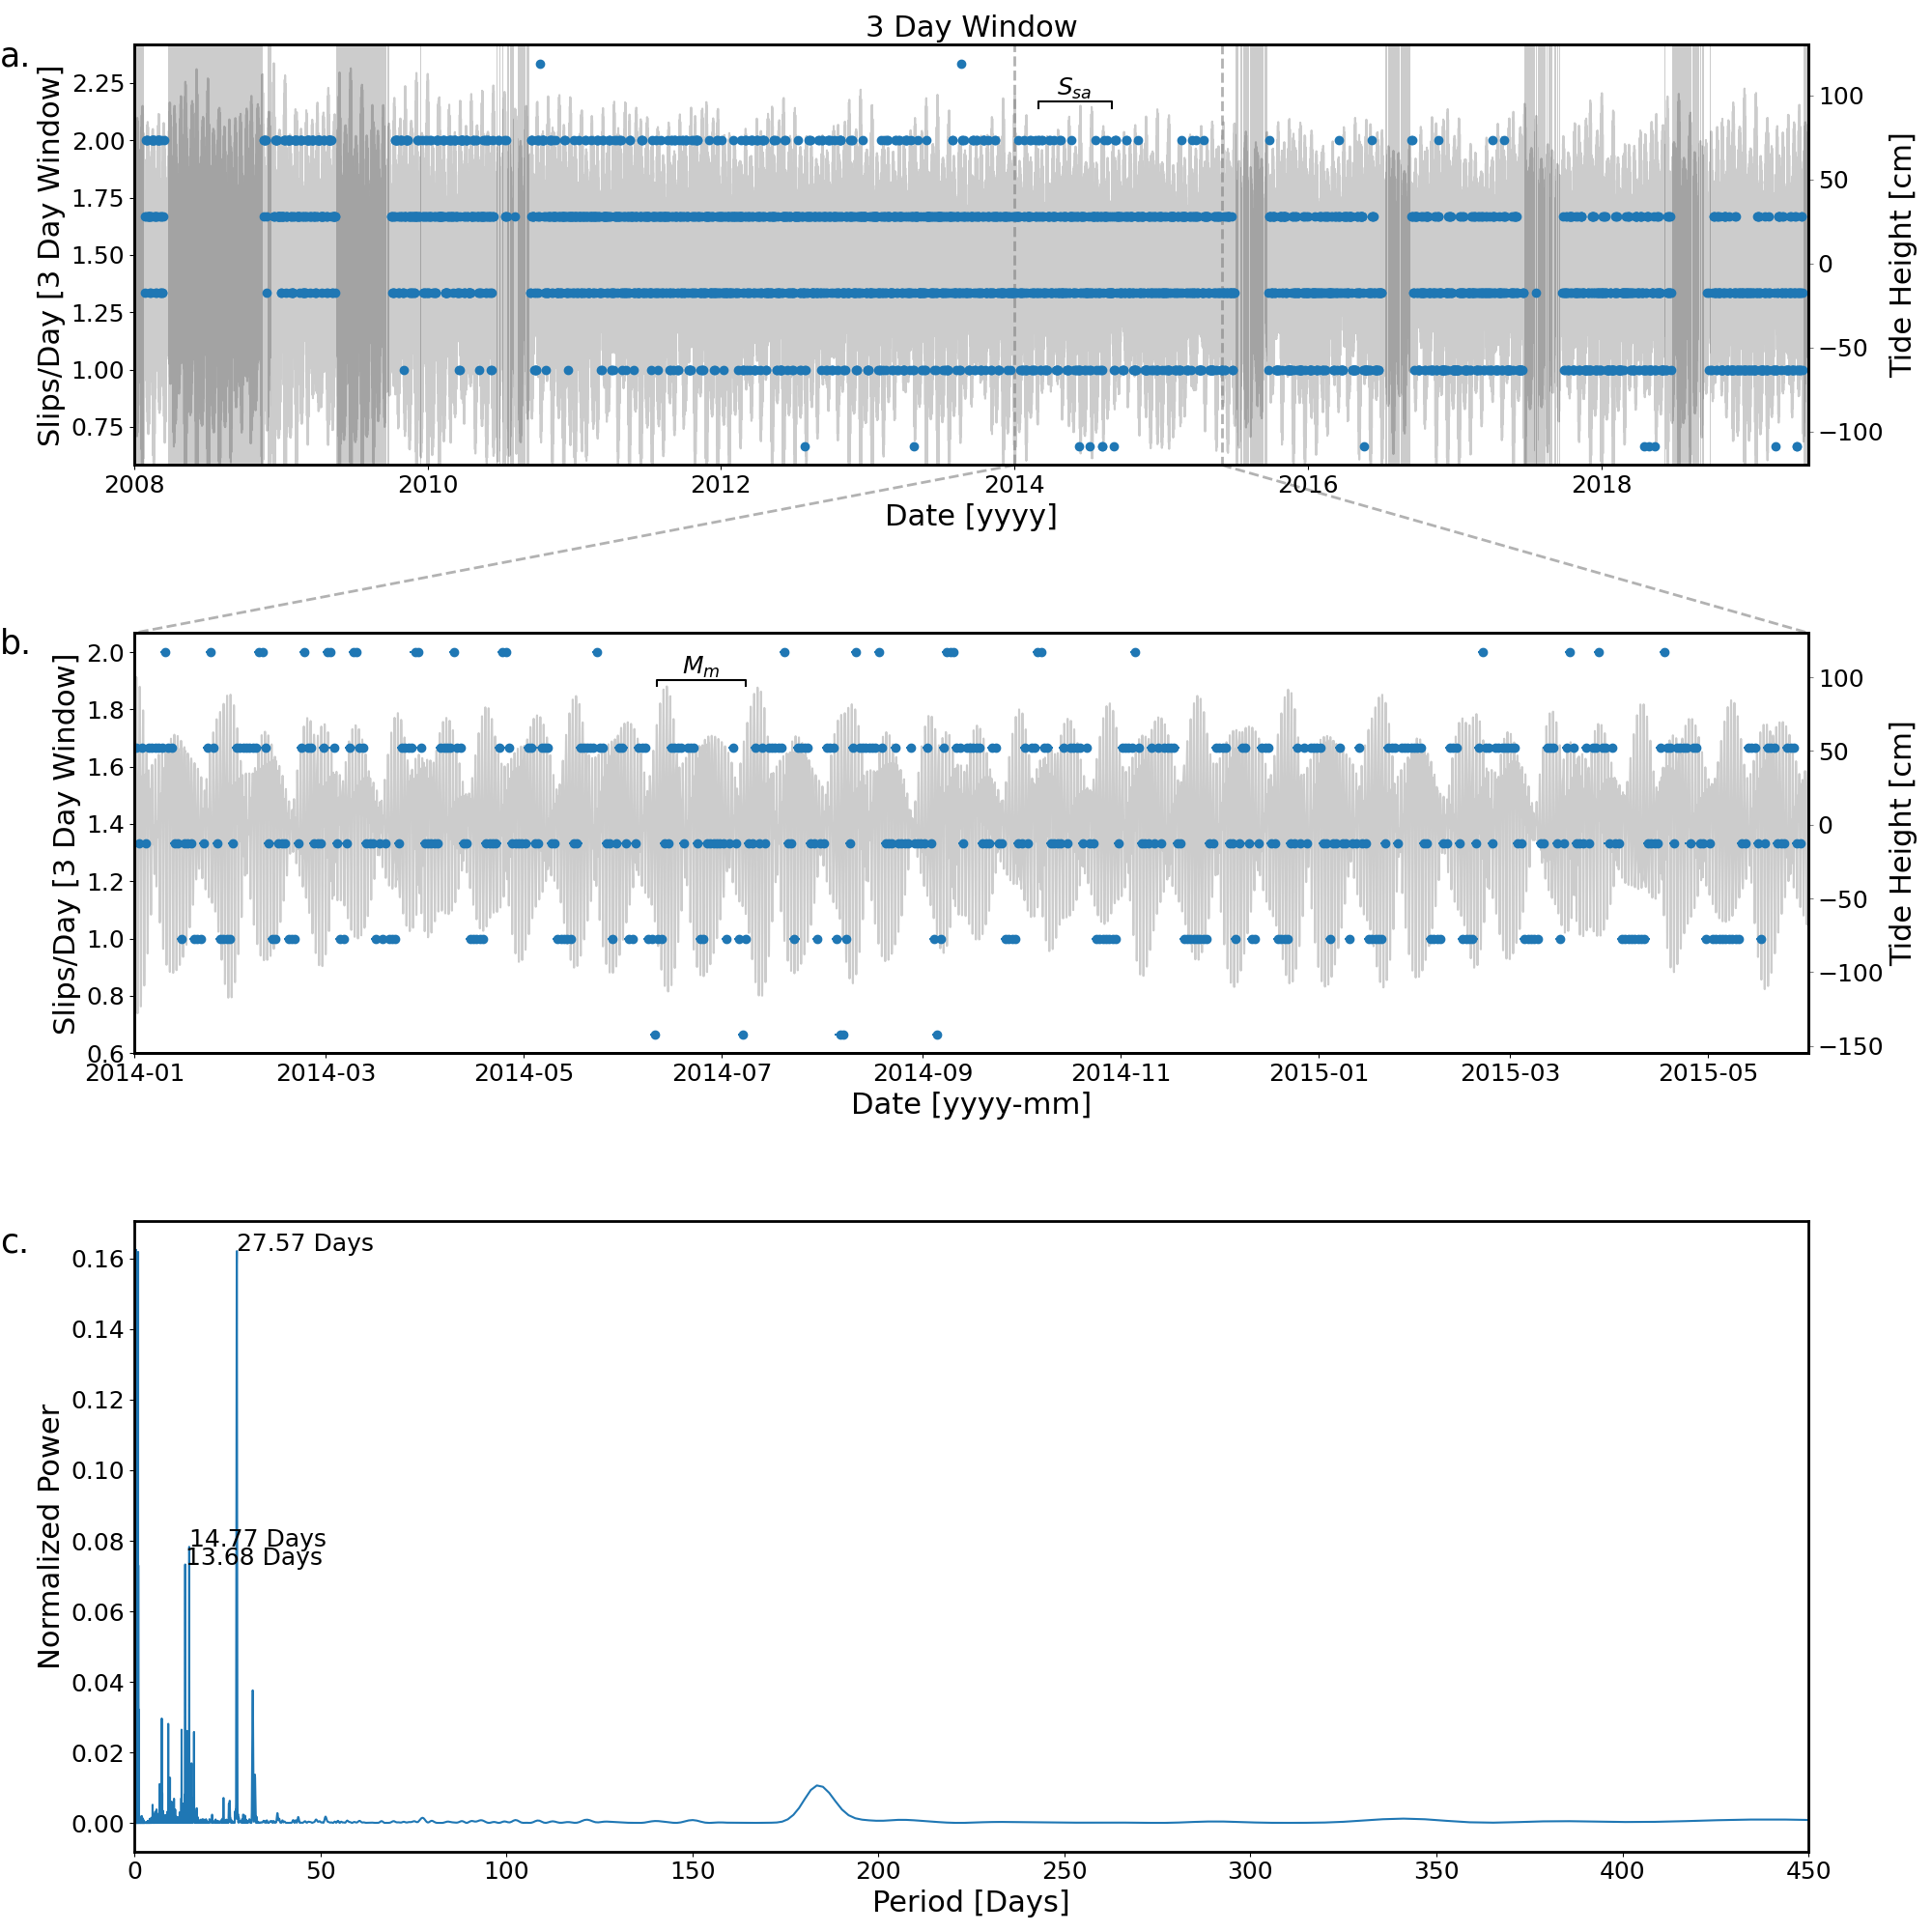 3 Day Window
a.
Slips/Day [3 Day Window]
2.25
2.00
1.75
1.50
1.25
1.00
0.75
S_sa
100
50
0
−50
−100
Tide Height [cm]
2008 2010 2012 2014 2016 2018
Date [yyyy]
b.
Slips/Day [3 Day Window]
2.0
1.8
1.6
1.4
1.2
1.0
0.8
0.6
M_m
100
50
0
−50
−100
−150
Tide Height [cm]
2014-01 2014-03 2014-05 2014-07 2014-09 2014-11 2015-01 2015-03 2015-05
Date [yyyy-mm]
c.
Normalized Power
0.16
0.14
0.12
0.10
0.08
0.06
0.04
0.02
0.00
27.57 Days
14.77 Days
13.68 Days
0 50 100 150 200 250 300 350 400 450
Period [Days]